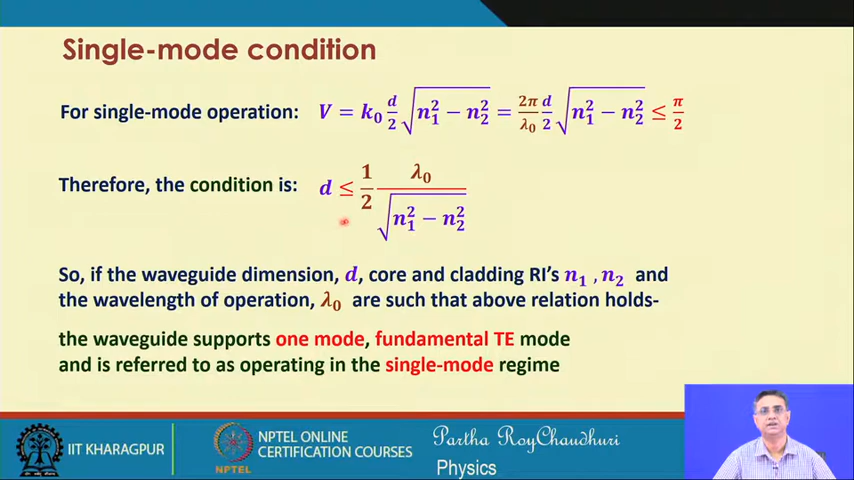 Single-mode condition
For single-mode operation: V = k₀ d/2 √(n₁² − n₂²) = 2π/λ₀ d/2 √(n₁² − n₂²) ≤ π/2
Therefore, the condition is: d ≤ 1/2 λ₀/√(n₁² − n₂²)
So, if the waveguide dimension, d, core and cladding RI's n₁ , n₂ and
the wavelength of operation, λ₀ are such that above relation holds-
the waveguide supports one mode, fundamental TE mode
and is referred to as operating in the single-mode regime
IIT KHARAGPUR
NPTEL
NPTEL ONLINE
CERTIFICATION COURSES
Partha RoyChaudhuri
Physics